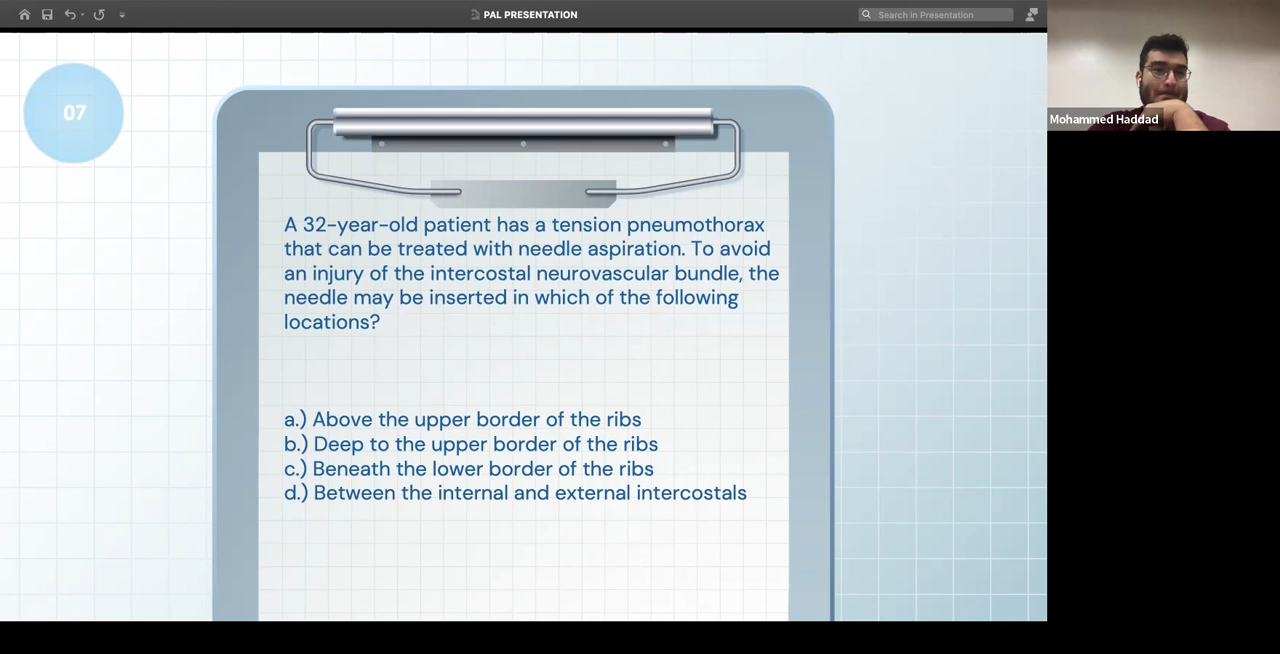 PAL PRESENTATION
Search in Presentation
07
Mohammed Haddad
A 32-year-old patient has a tension pneumothorax
that can be treated with needle aspiration. To avoid
an injury of the intercostal neurovascular bundle, the
needle may be inserted in which of the following
locations?
a.) Above the upper border of the ribs
b.) Deep to the upper border of the ribs
c.) Beneath the lower border of the ribs
d.) Between the internal and external intercostals